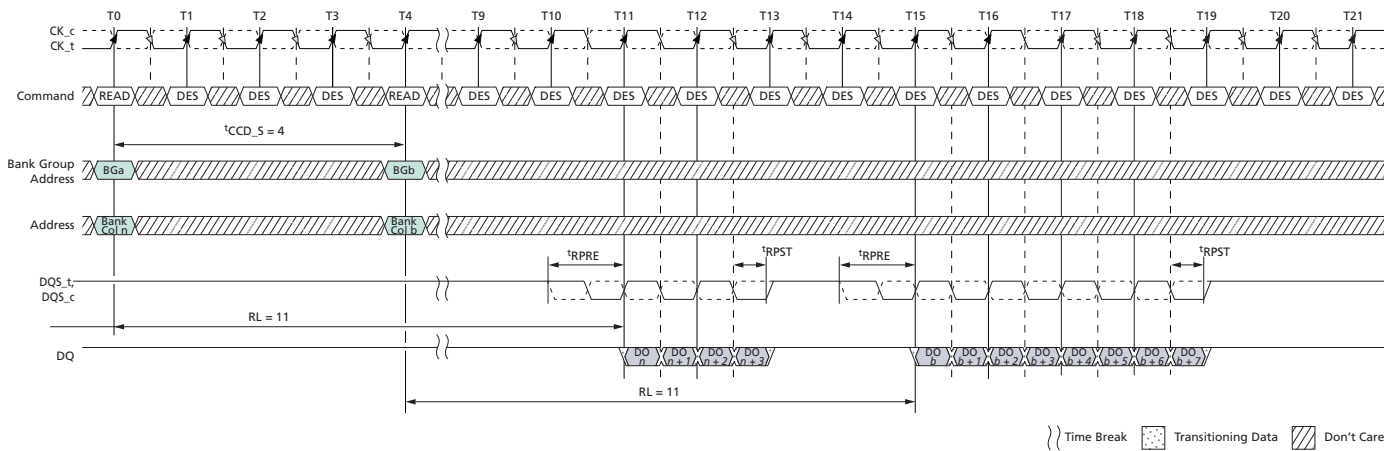 T0 T1 T2 T3 T4 T9 T10 T11 T12 T13 T14 T15 T16 T17 T18 T19 T20 T21
CK_c
CK_t
Command READ DES DES DES READ DES DES DES DES DES DES DES DES DES DES DES DES DES
tCCD_S = 4
Bank Group
Address
BGa BGb
Address
Bank
Col n
Bank
Col b
tRPRE tRPST tRPRE tRPST
DQS_t,
DQS_c
RL = 11
DQ
DO
n
DO
n + 1
DO
n + 2
DO
n + 3
DO
b
DO
b + 1
DO
b + 2
DO
b + 3
DO
b + 4
DO
b + 5
DO
b + 6
DO
b + 7
RL = 11
Time Break Transitioning Data Don't Care